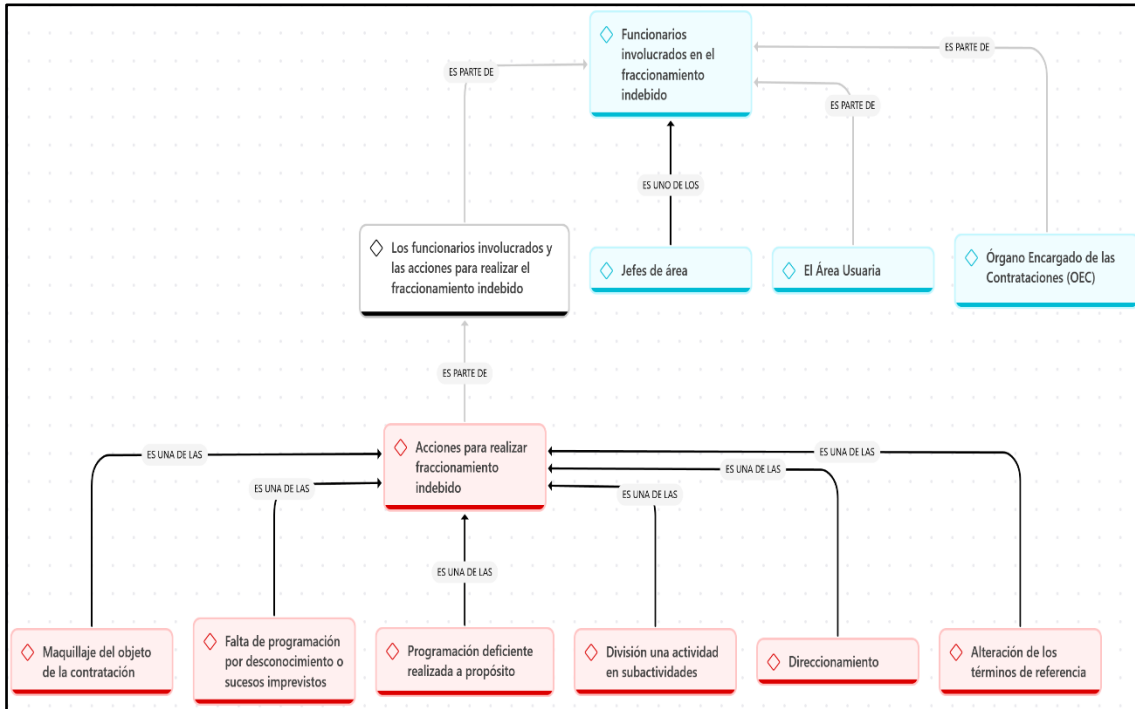 Funcionarios
involucrados en el
fraccionamiento
indebido
ES PARTE DE
ES PARTE DE
ES PARTE DE
ES UNO DE LOS
Los funcionarios involucrados y
las acciones para realizar el
fraccionamiento indebido
Jefes de área
El Área Usuaria
Órgano Encargado de las
Contrataciones (OEC)
ES PARTE DE
Acciones para realizar
fraccionamiento
indebido
ES UNA DE LAS
ES UNA DE LAS
ES UNA DE LAS
ES UNA DE LAS
ES UNA DE LAS
ES UNA DE LAS
Maquillaje del objeto
de la contratación
Falta de programación
por desconocimiento o
sucesos imprevistos
Programación deficiente
realizada a propósito
División una actividad
en subactividades
Direccionamiento
Alteración de los
términos de referencia